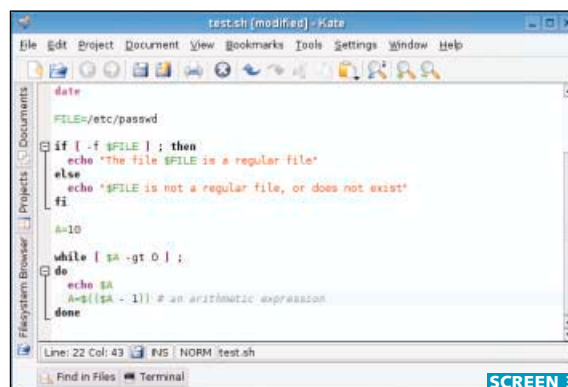 test.sh [modified] - Kate
File Edit Project Document View Bookmarks Tools Settings Window Help
Documents
Projects
Filesystem Browser
date
FILE=/etc/passwd
if [ -f $FILE ] ; then
echo "The file $FILE is a regular file"
else
echo "$FILE is not a regular file, or does not exist"
fi
A=10
while [ $A -gt 0 ] ;
do
echo $A
A=$(($A - 1)) # an arithmetic expression
done
Line: 22 Col: 43 INS NORM test.sh
Find in Files Terminal
SCREEN